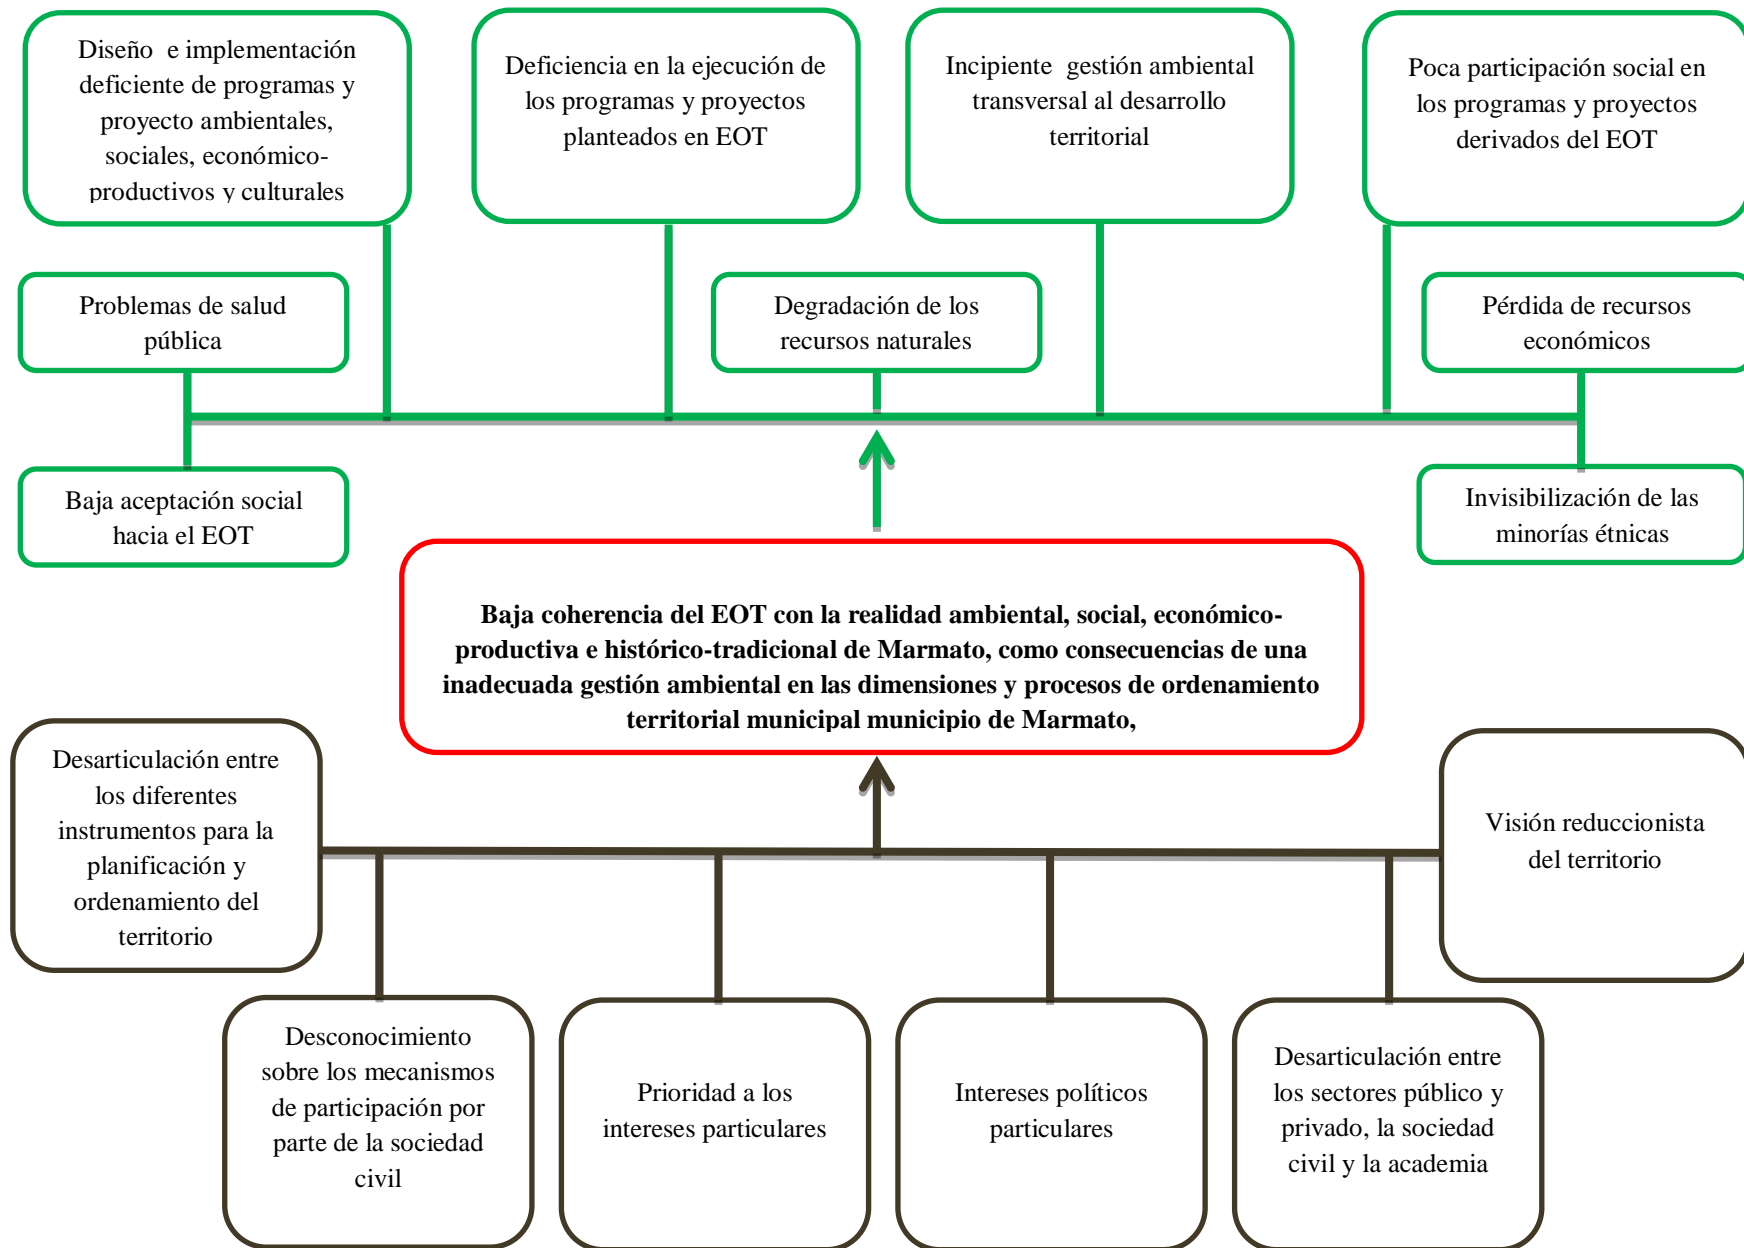 Diseño e implementación
deficiente de programas y
proyecto ambientales,
sociales, económico-
productivos y culturales
Deficiencia en la ejecución de
los programas y proyectos
planteados en EOT
Incipiente gestión ambiental
transversal al desarrollo
territorial
Poca participación social en
los programas y proyectos
derivados del EOT
Problemas de salud
pública
Degradación de los
recursos naturales
Pérdida de recursos
económicos
Baja aceptación social
hacia el EOT
Invisibilización de las
minorías étnicas
Baja coherencia del EOT con la realidad ambiental, social, económico-
productiva e histórico-tradicional de Marmato, como consecuencias de una
inadecuada gestión ambiental en las dimensiones y procesos de ordenamiento
territorial municipal municipio de Marmato,
Desarticulación entre
los diferentes
instrumentos para la
planificación y
ordenamiento del
territorio
Visión reduccionista
del territorio
Desconocimiento
sobre los mecanismos
de participación por
parte de la sociedad
civil
Prioridad a los
intereses particulares
Intereses políticos
particulares
Desarticulación entre
los sectores público y
privado, la sociedad
civil y la academia